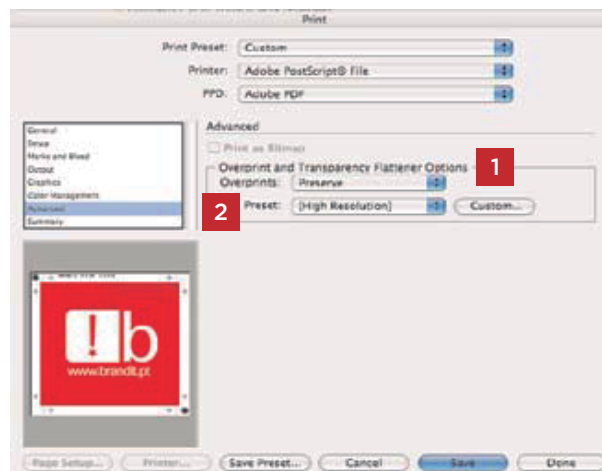 Print
Print Preset: Custom
Printer: Adobe PostScript® File
PPD: Adobe PDF
General
Setup
Marks and Bleed
Output
Graphics
Color Management
Advanced
Summary
Advanced
Print as Bitmap
Overprint and Transparency Flattener Options
1
Overprints: Preserve
2
Preset: [High Resolution]
Custom...
!b
www.brandit.pt
Page Setup...
Printer...
Save Preset...
Cancel
Save
Done